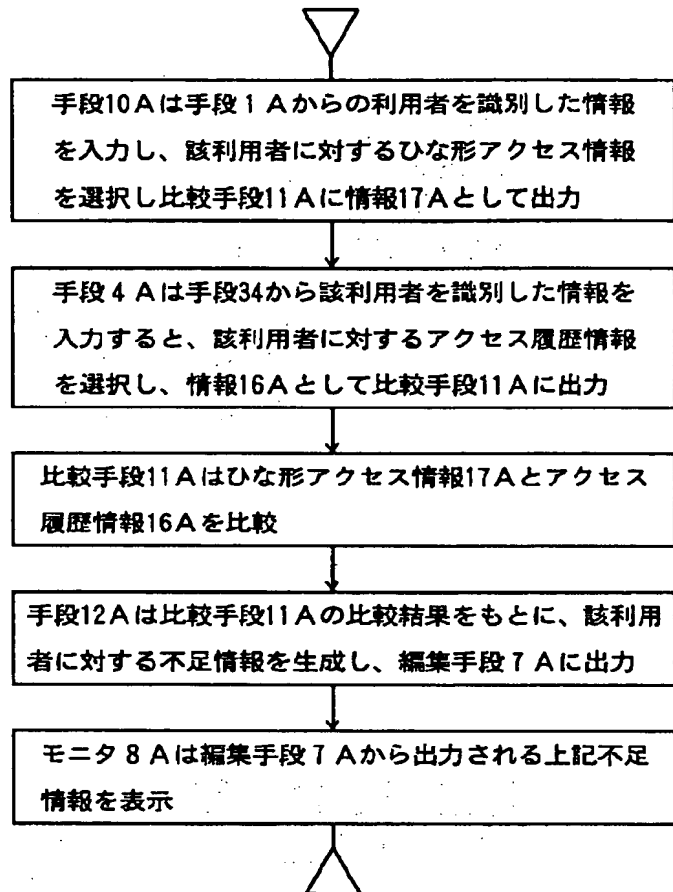 手段10Aは手段1Aからの利用者を識別した情報
を入力し、該利用者に対するひな形アクセス情報
を選択し比較手段11Aに情報17Aとして出力
手段4Aは手段34から該利用者を識別した情報を
入力すると、該利用者に対するアクセス履歴情報
を選択し、情報16Aとして比較手段11Aに出力
比較手段11Aはひな形アクセス情報17Aとアクセス
履歴情報16Aを比較
手段12Aは比較手段11Aの比較結果をもとに、該利用
者に対する不足情報を生成し、編集手段7Aに出力
モニタ8Aは編集手段7Aから出力される上記不足
情報を表示